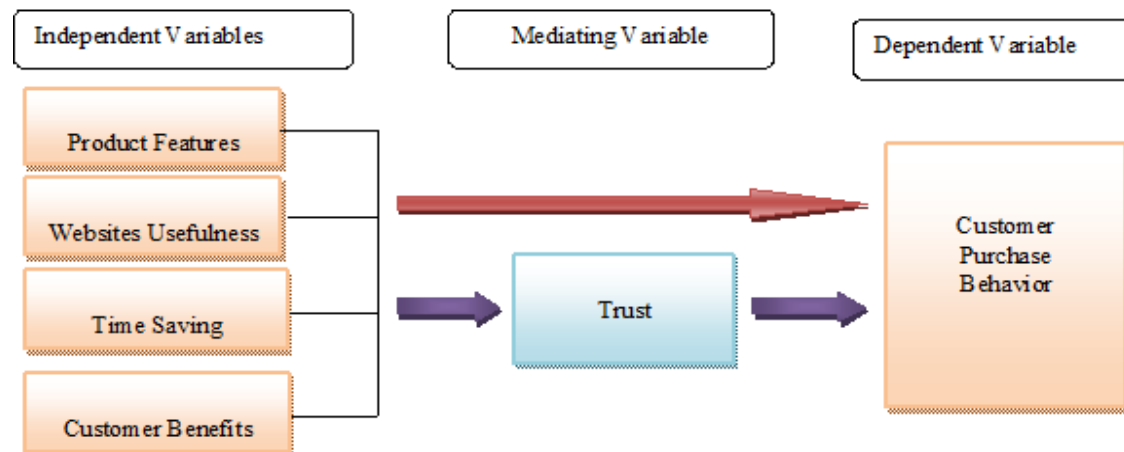 Independent Variables
Mediating Variable
Dependent Variable
Product Features
Websites Usefulness
Time Saving
Customer Benefits
Trust
Customer
Purchase
Behavior